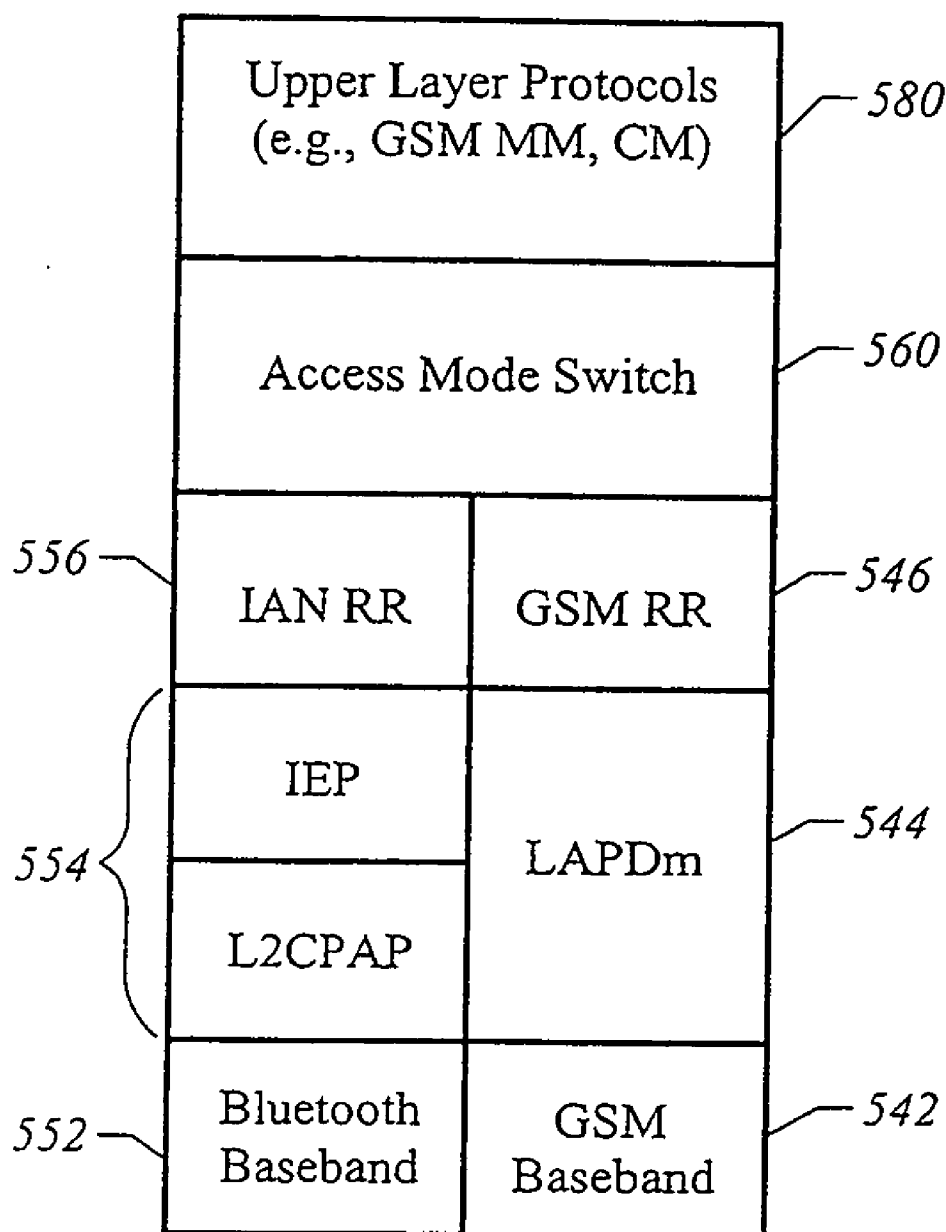 Upper Layer Protocols
(e.g., GSM MM, CM)
580
Access Mode Switch
560
556
IAN RR
GSM RR
546
IEP
554
LAPDm
544
L2CPAP
552
Bluetooth
Baseband
GSM
Baseband
542